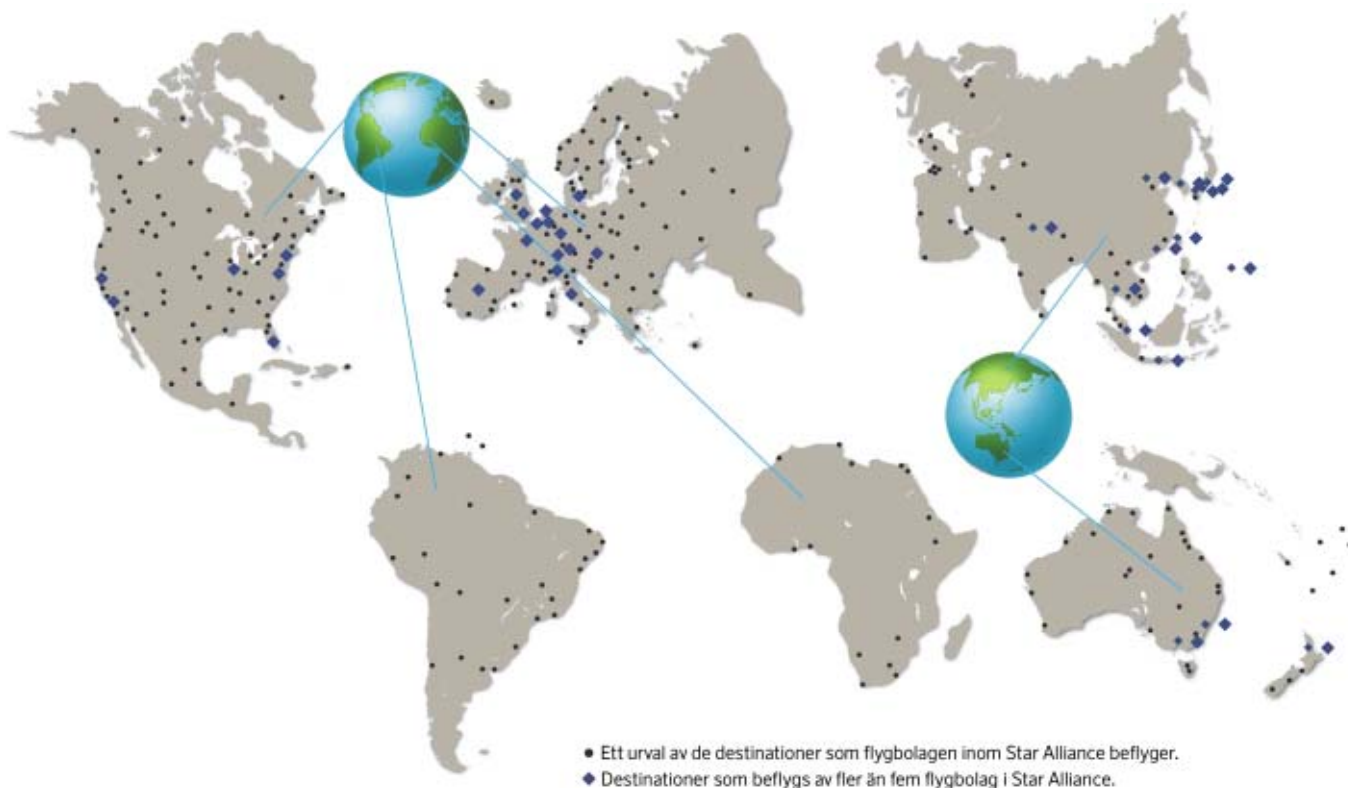 Ett urval av de destinationer som flygbolagen inom Star Alliance beflyger.
Destinationer som beflygs av fler än fem flygbolag i Star Alliance.